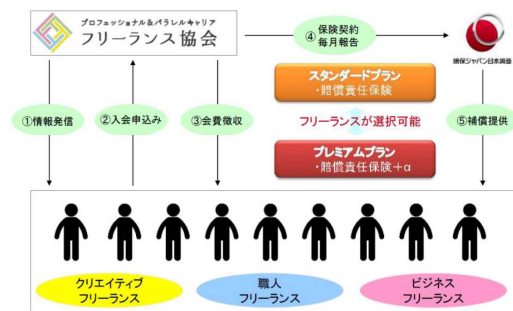 プロフェッショナル&パラレルキャリア
フリーランス協会
④
保険契約
毎月報告
損保ジャパン日本興亜
スタンダードプラン
・賠償責任保険
①情報発信
②入会申込み
③会費徴収
フリーランスが選択可能
⑤補償提供
プレミアムプラン
・賠償責任保険+α
クリエイティブ
フリーランス
職人
フリーランス
ビジネス
フリーランス